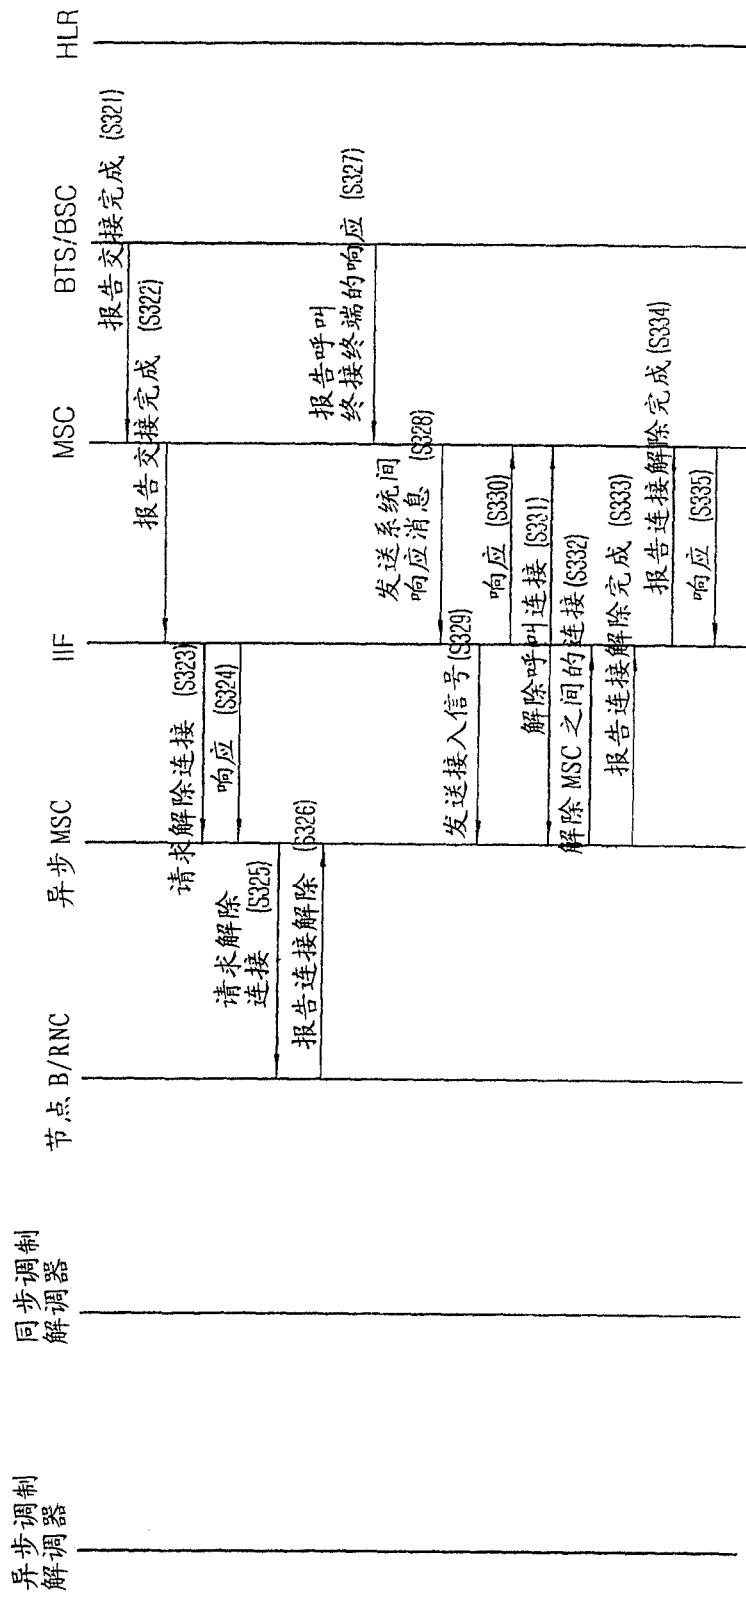 异步调制
解调器
同步调制
解调器
节点 B/RNC
异步 MSC
IIF
MSC
BTS/BSC
HLR
报告交接完成 (S321)
报告交接完成 (S322)
请求解除连接 (S323)
响应 (S324)
请求解除
连接 (S325)
报告连接解除 (S326)
报告呼叫
终接终端的响应 (S327)
发送系统间
响应消息 (S328)
发送接入信号(S329)
响应 (S330)
解除呼叫连接 (S331)
解除 MSC 之间的连接(S332)
报告连接解除完成 (S333)
报告连接解除完成(S334)
响应 (S335)